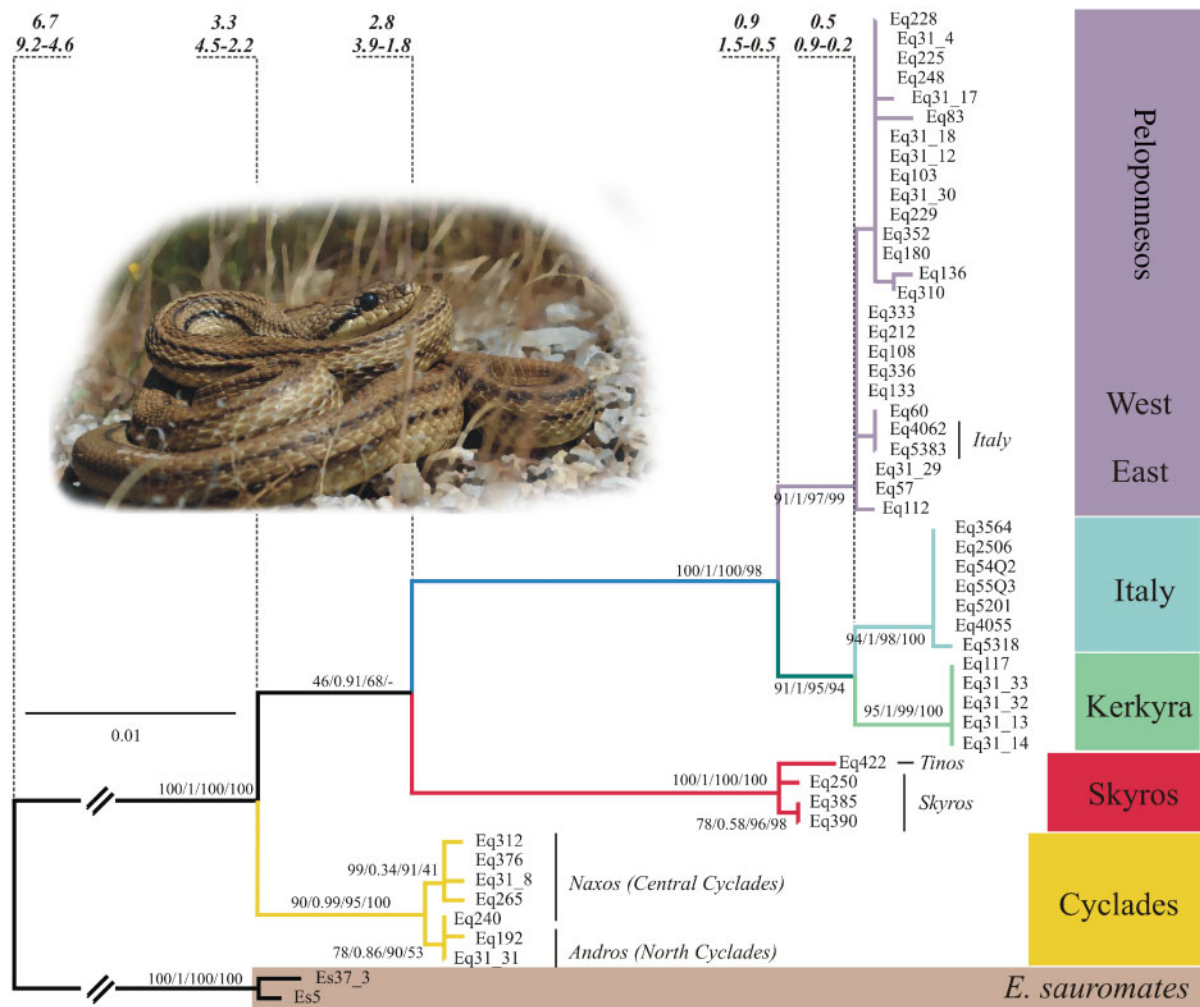 6.7 3.3 2.8 0.9 0.5
9.2-4.6 4.5-2.2 3.9-1.8 1.5-0.5 0.9-0.2
Eq228
Eq31_4
Eq225
Eq248
Eq31_17
Eq83
Eq31_18
Eq31_12
Eq103
Eq31_30
Eq229
Eq352
Eq180
Eq136
Eq310
Eq333
Eq212
Eq108
Eq336
Eq133
Eq60
Eq4062
Eq5383
Italy
Eq31_29
Eq57
Eq112
91/1/97/99
Peloponnesos
West
East
100/1/100/98
Eq3564
Eq2506
Eq54Q2
Eq55Q3
Eq5201
Eq4055
Eq5318
94/1/98/100
Italy
91/1/95/94
Eq117
Eq31_33
Eq31_32
Eq31_13
Eq31_14
95/1/99/100
Kerkyra
46/0.91/68/-
0.01
100/1/100/100
Eq422
Tinos
Eq250
Eq385
Eq390
Skyros
78/0.58/96/98
Skyros
100/1/100/100
Eq312
Eq376
Eq31_8
Eq265
99/0.34/91/41
Naxos (Central Cyclades)
90/0.99/95/100
Eq240
Eq192
Eq31_31
78/0.86/90/53
Andros (North Cyclades)
Cyclades
100/1/100/100
Es37_3
Es5
E. sauromates